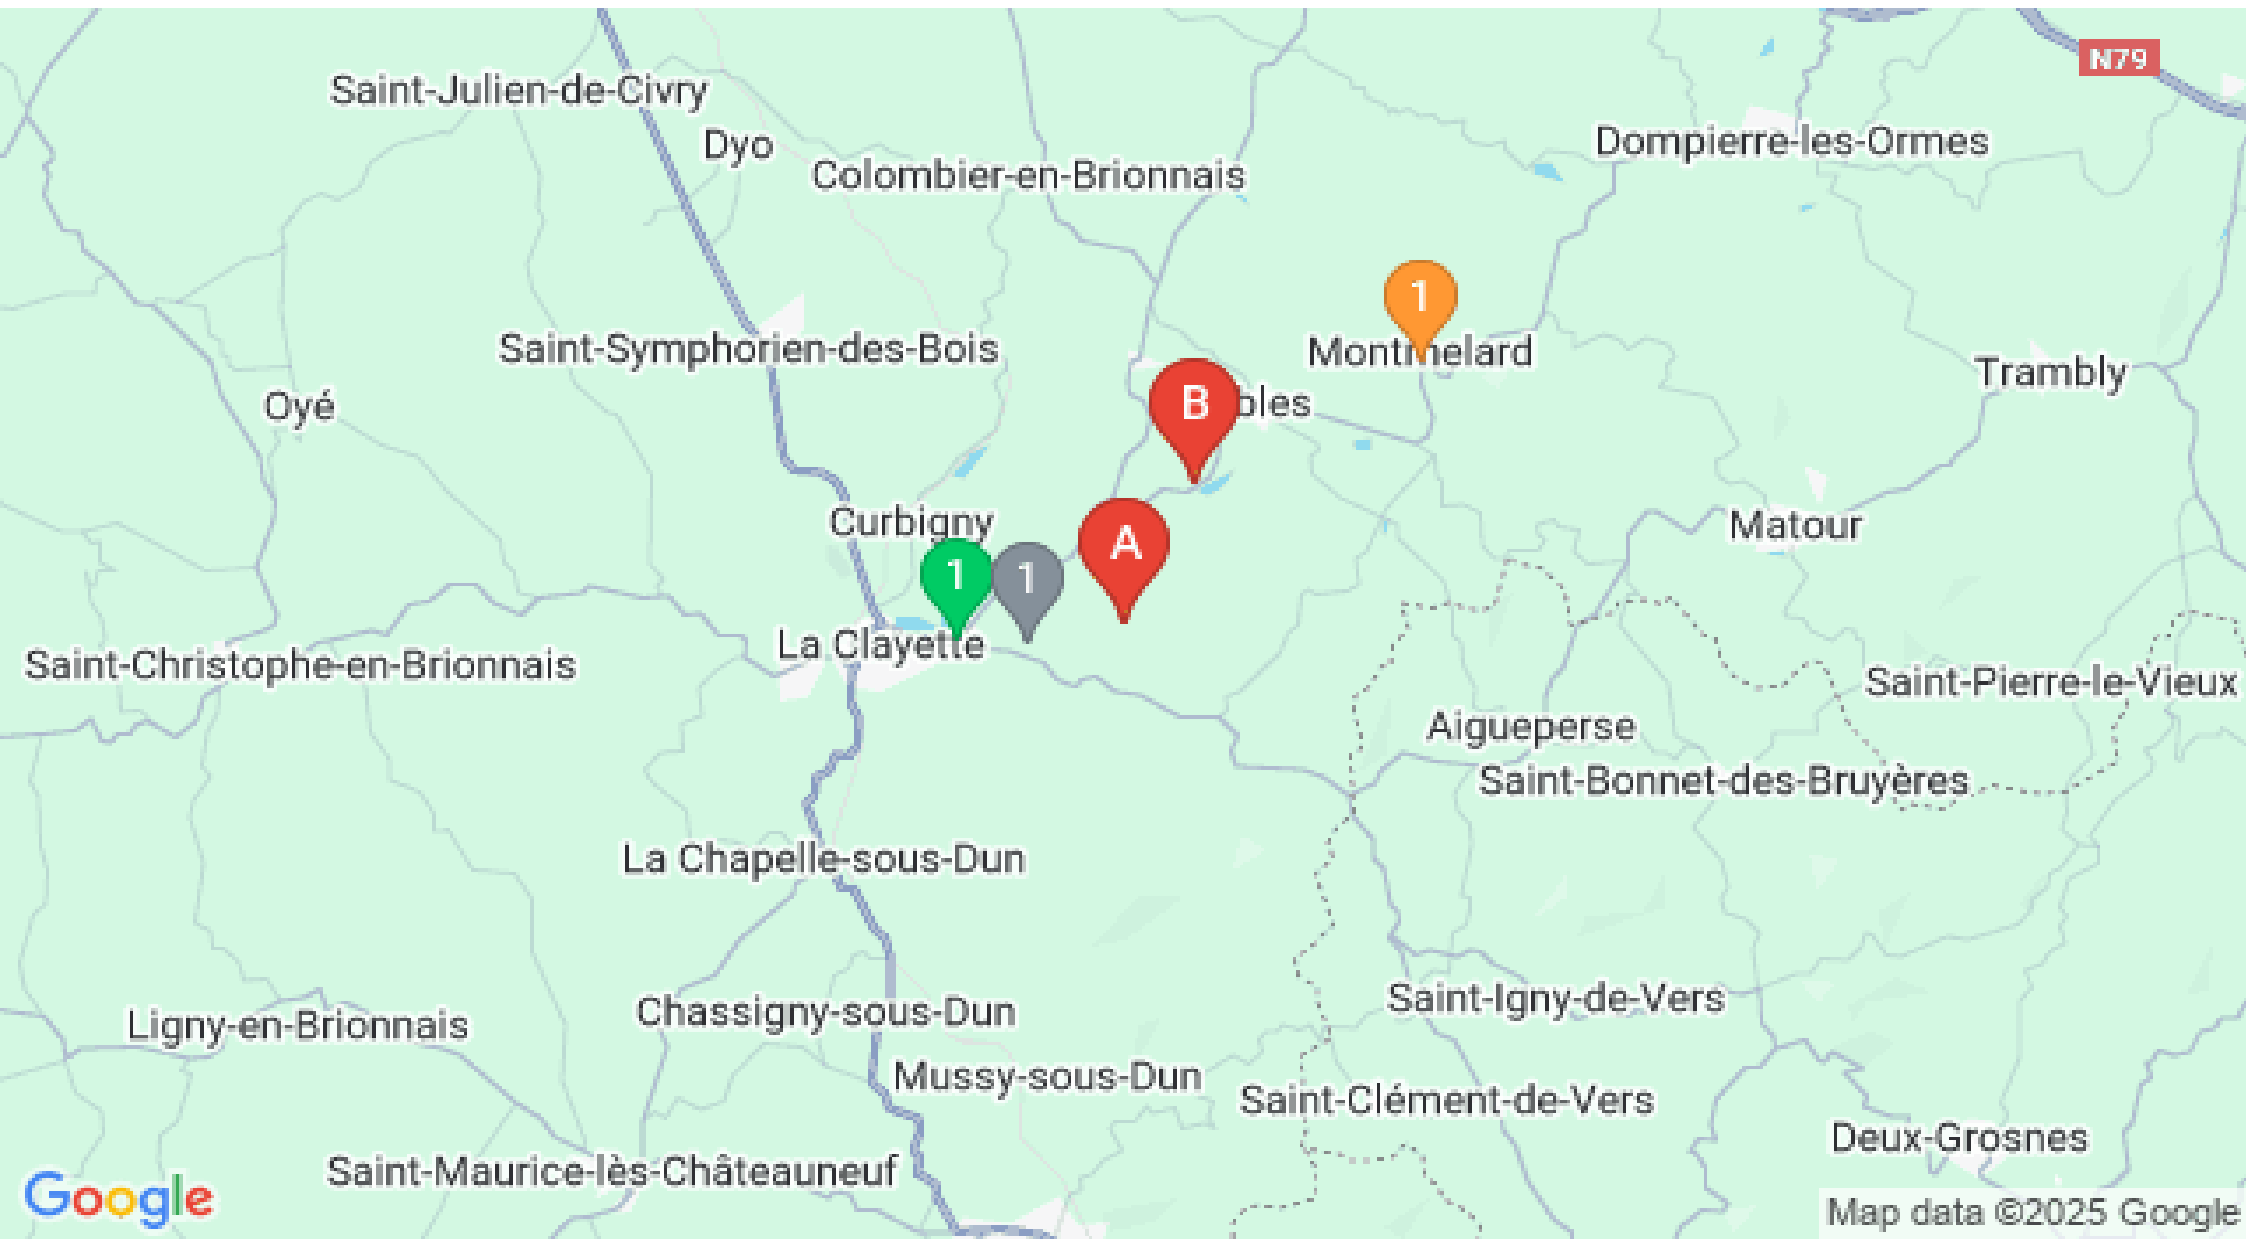 N79
Saint-Julien-de-Civry
Dompierre-les-Ormes
Dyo
Colombier-en-Brionnais
1
Saint-Symphorien-des-Bois
Montmelard
Trambly
Oyé
B
Curbigny
Matour
A
1
1
La Clayette
Saint-Christophe-en-Brionnais
Saint-Pierre-le-Vieux
Aigueperse
Saint-Bonnet-des-Bruyères
La Chapelle-sous-Dun
Saint-Igny-de-Vers
Chassigny-sous-Dun
Ligny-en-Brionnais
Mussy-sous-Dun
Saint-Clément-de-Vers
Deux-Grosnes
Saint-Maurice-lès-Châteauneuf
Google
Map data ©2025 Google